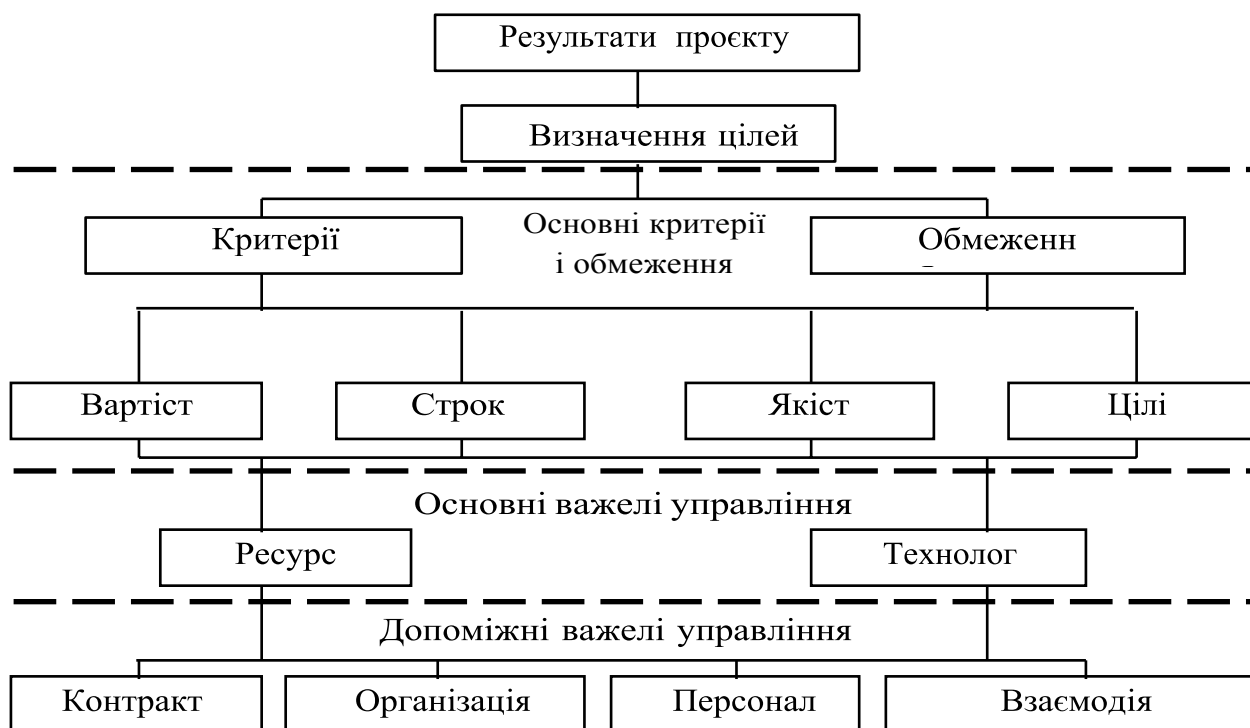 Результати проєкту
Визначення цілей
Основні критерії
і обмеження
Критерії
Обмеженн
Вартіст
Строк
Якіст
Цілі
Основні важелі управління
Ресурс
Технолог
Допоміжні важелі управління
Контракт
Організація
Персонал
Взаємодія